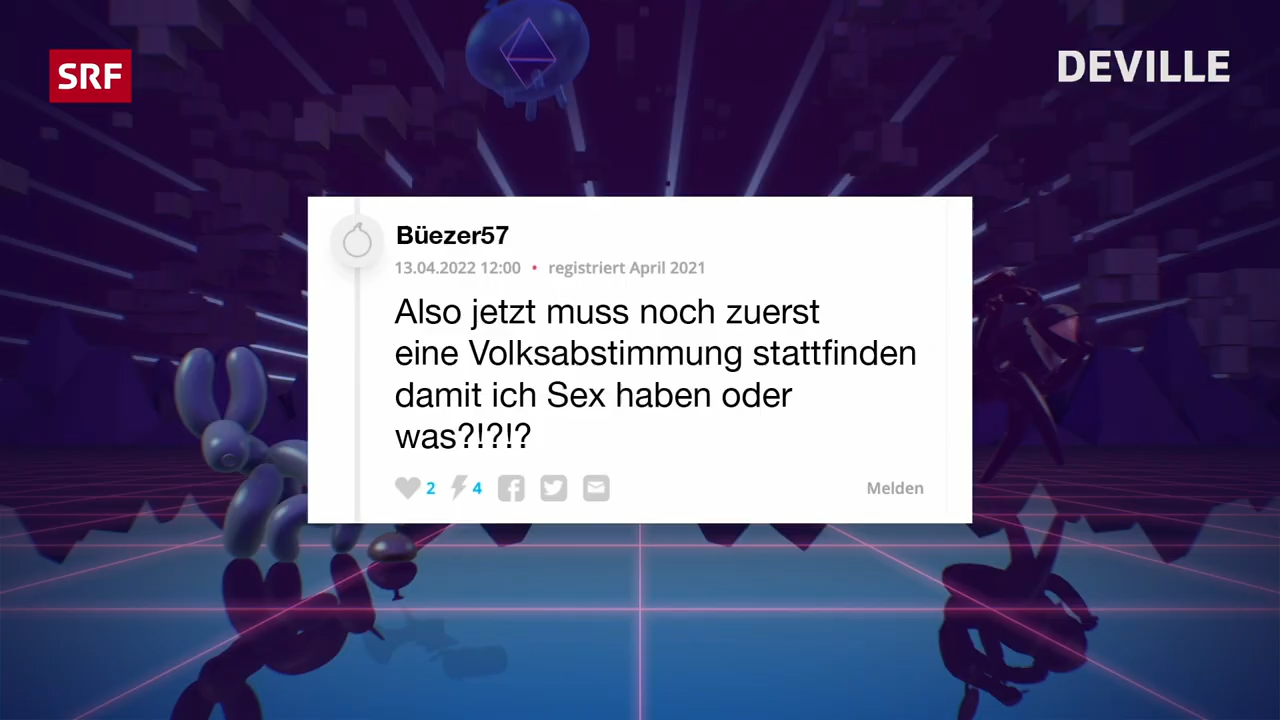 SRF
DEVILLE
Büezer57
13.04.2022 12:00 • registriert April 2021
Also jetzt muss noch zuerst
eine Volksabstimmung stattfinden
damit ich Sex haben oder
was?!?!?
2 4
Melden